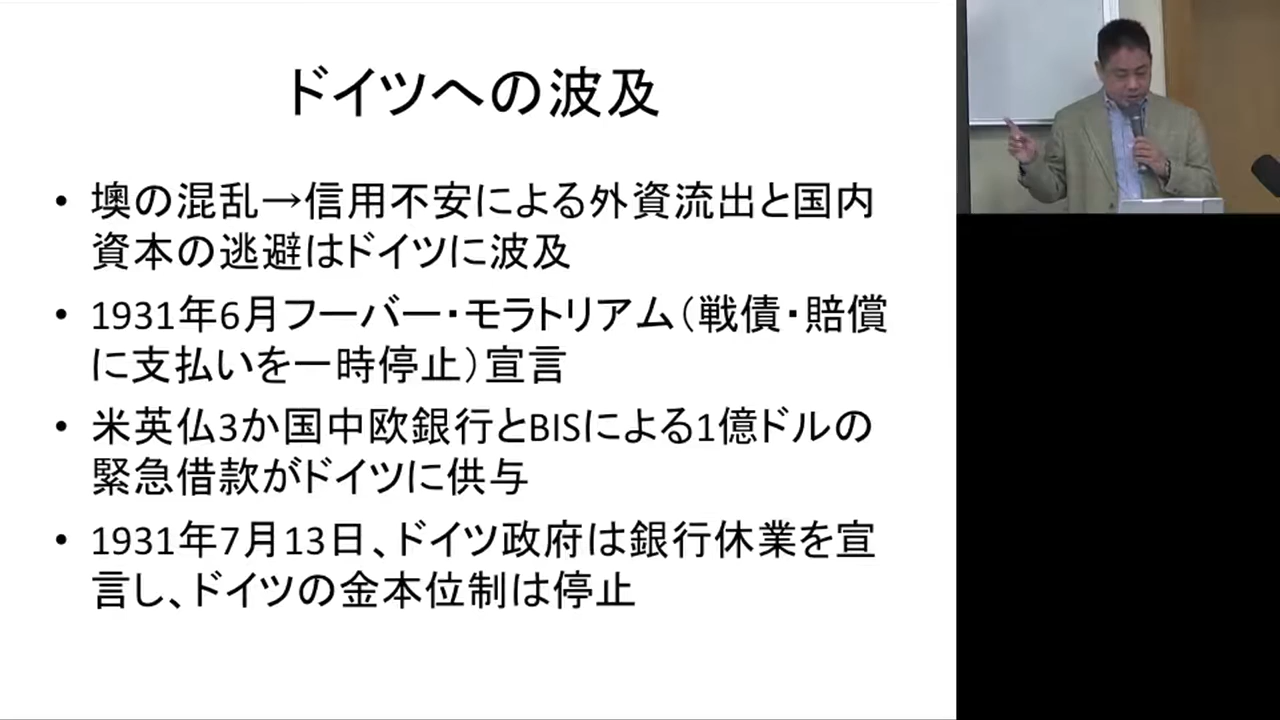 ドイツへの波及
• 墺の混乱→信用不安による外資流出と国内
資本の逃避はドイツに波及
• 1931年6月フーバー・モラトリアム(戦債・賠償
に支払いを一時停止)宣言
• 米英仏3か国中欧銀行とBISによる1億ドルの
緊急借款がドイツに供与
• 1931年7月13日、ドイツ政府は銀行休業を宣
言し、ドイツの金本位制は停止